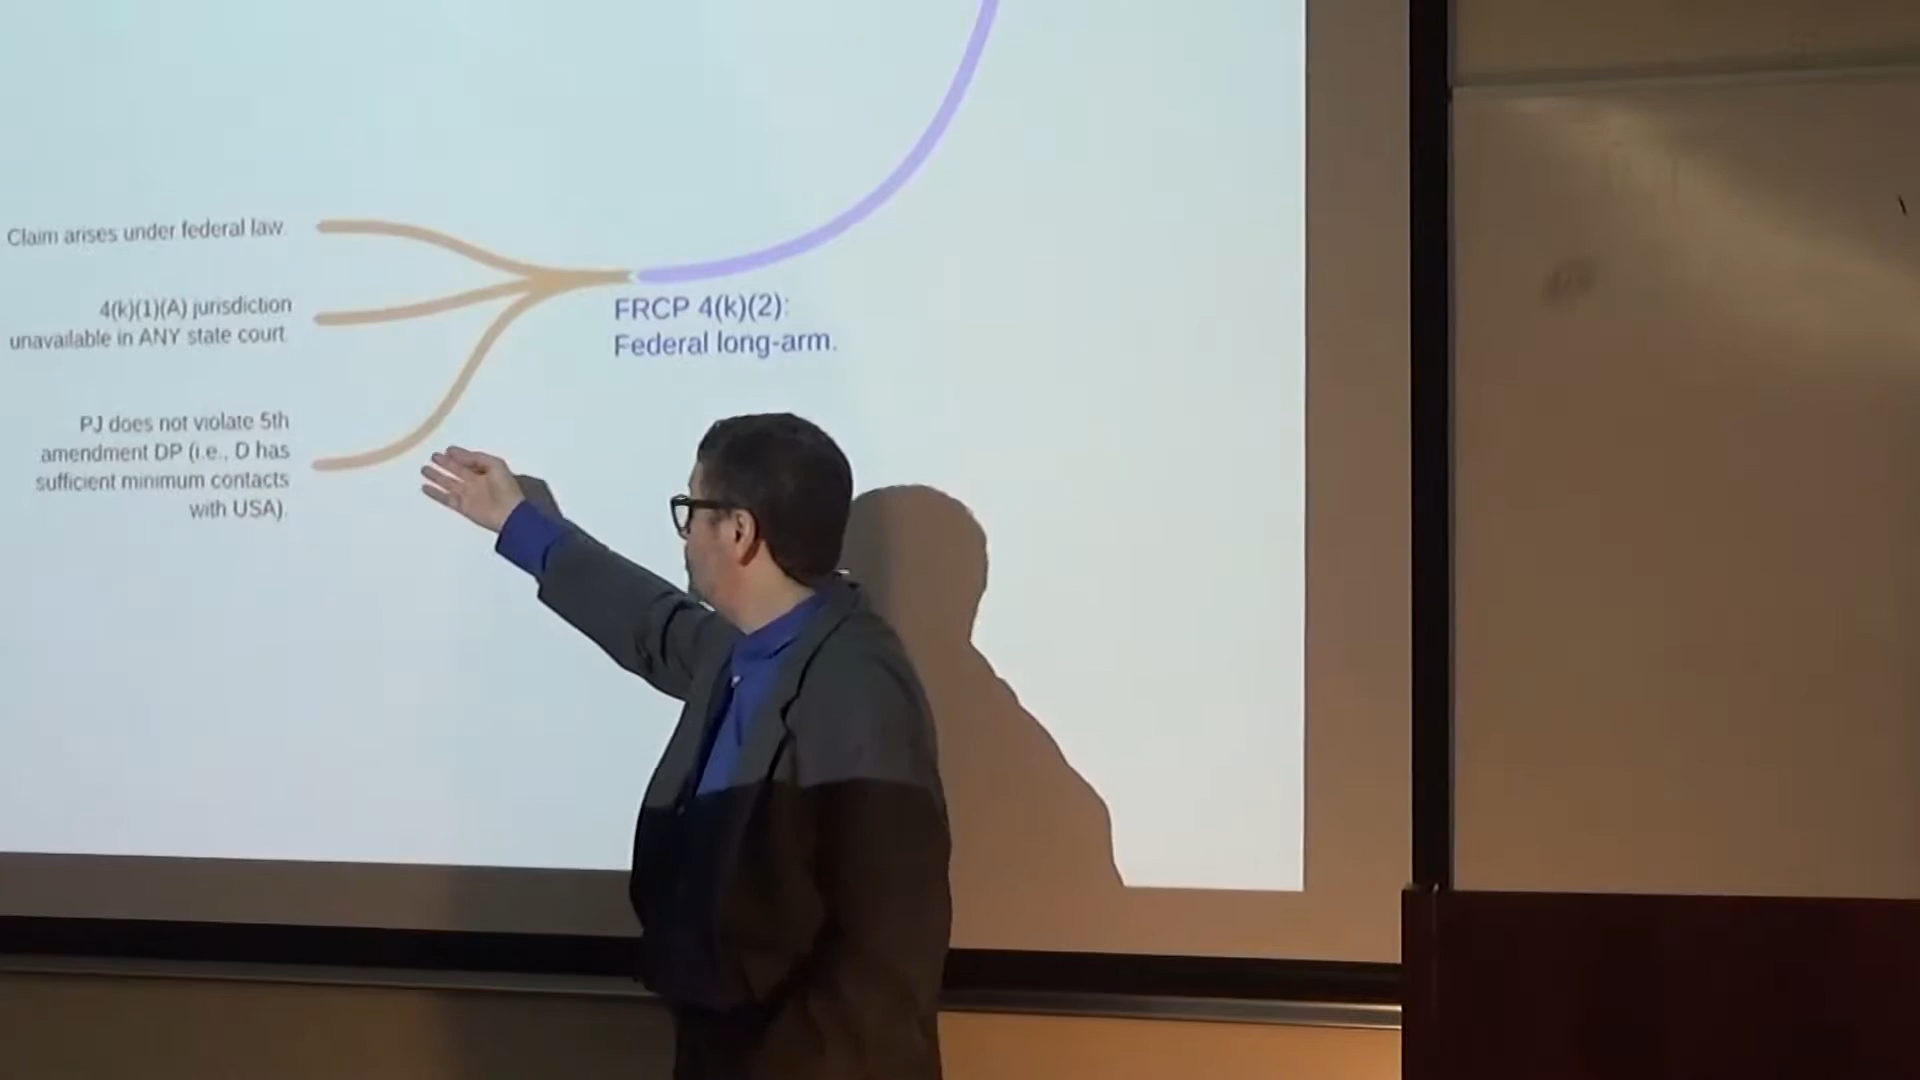 Claim arises under federal law.
4(k)(1)(A) jurisdiction
unavailable in ANY state court.
PJ does not violate 5th
amendment DP (i.e., D has
sufficient minimum contacts
with USA).
FRCP 4(k)(2):
Federal long-arm.